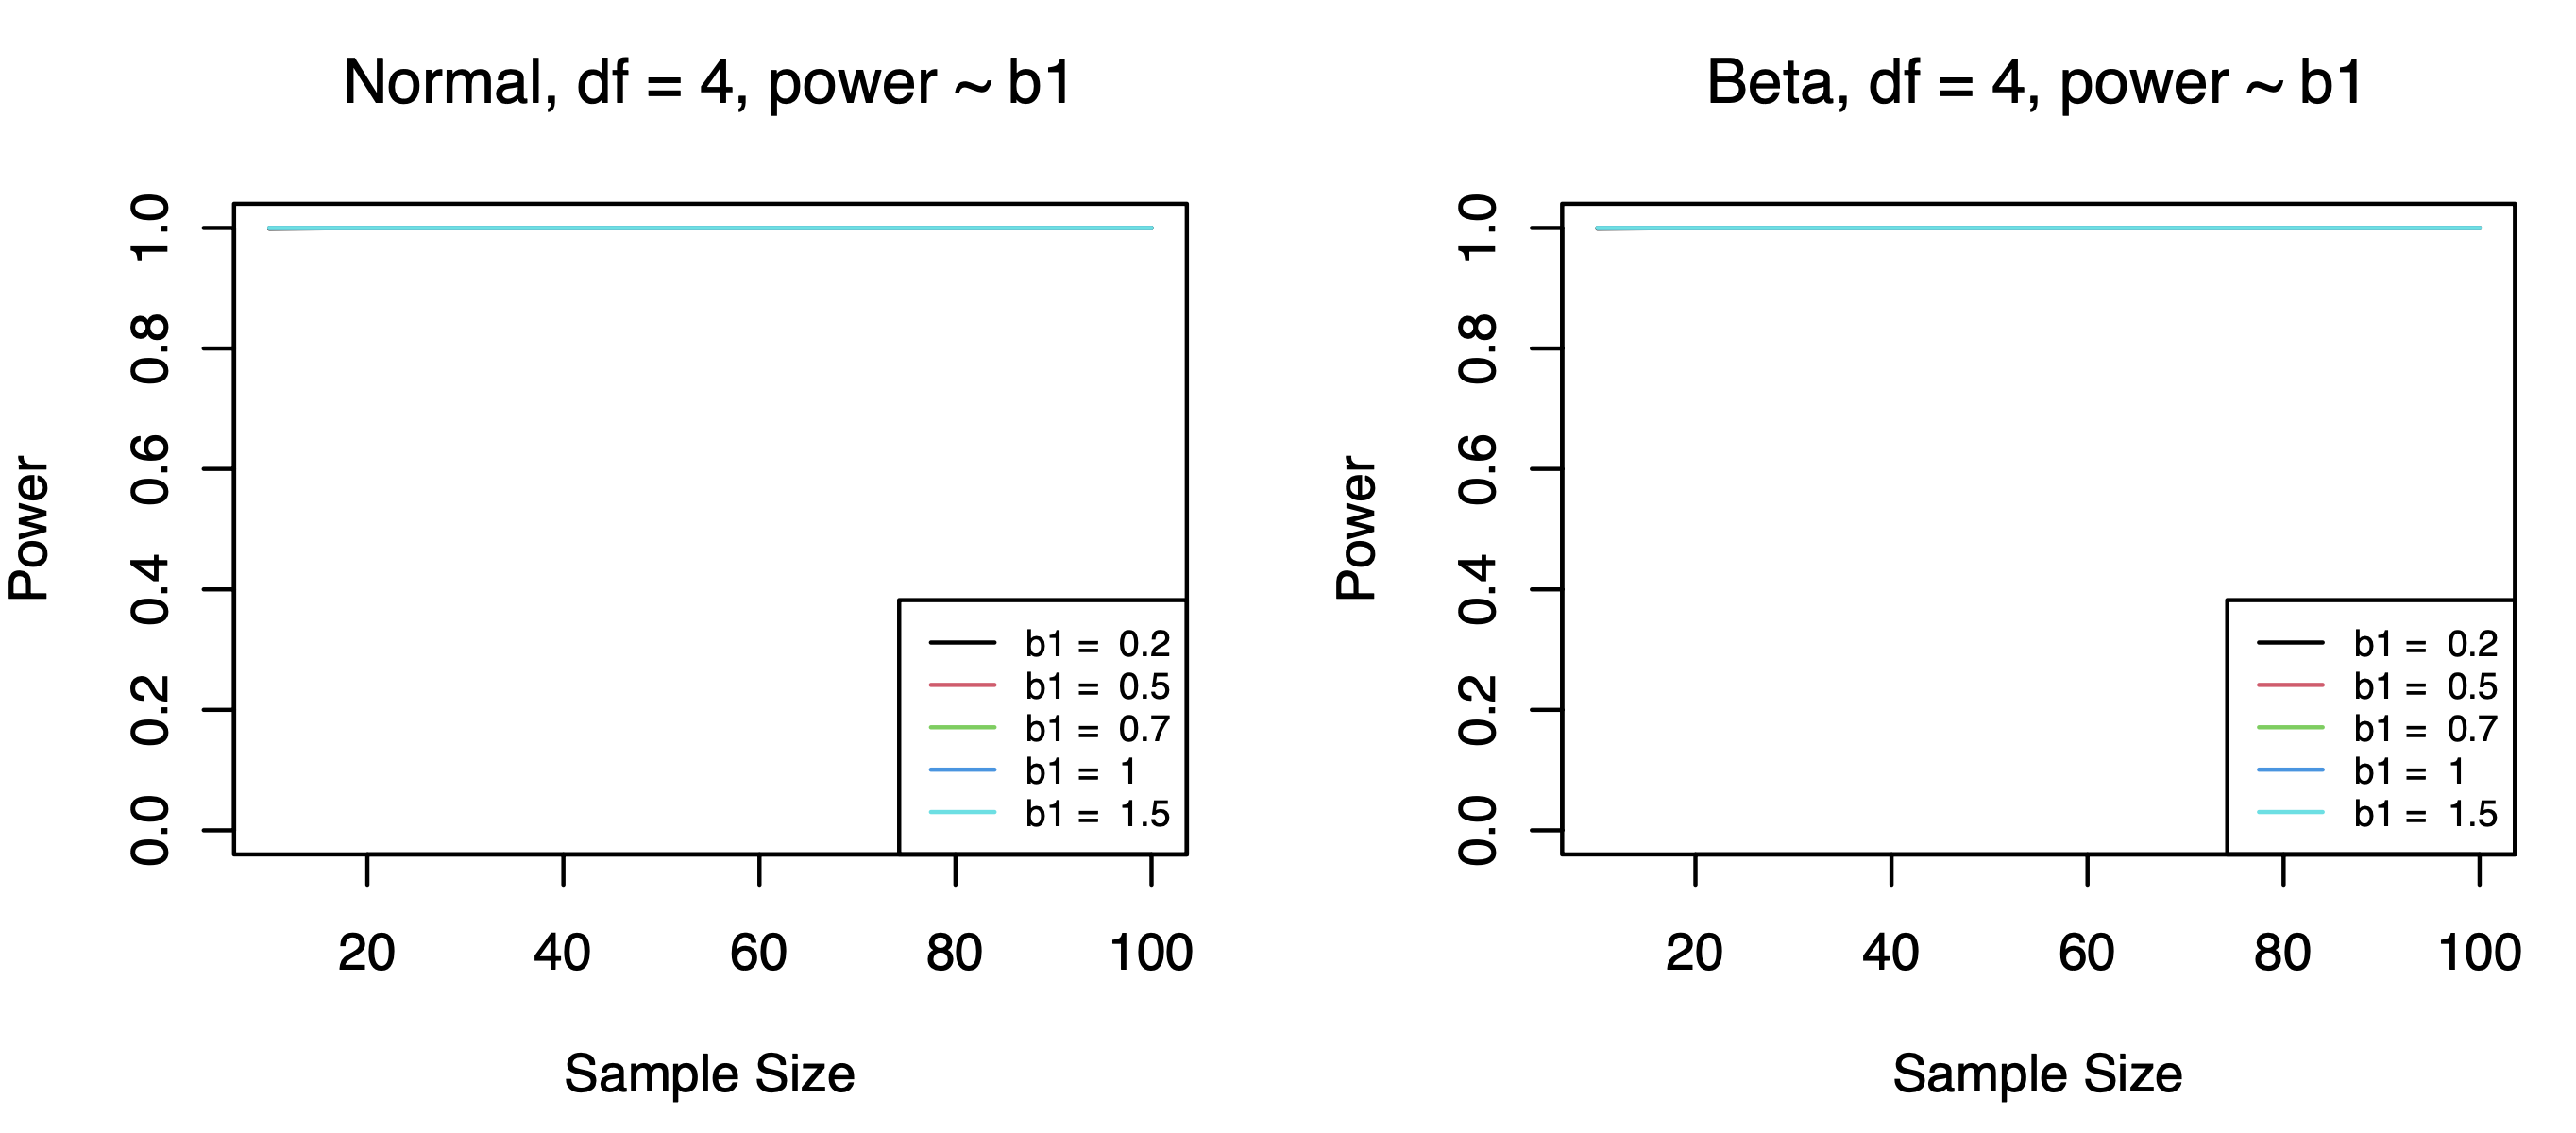 Normal, df = 4, power ~ b1
Power
1.0
0.8
0.6
0.4
0.2
0.0
b1 = 0.2
b1 = 0.5
b1 = 0.7
b1 = 1
b1 = 1.5
20 40 60 80 100
Sample Size
Beta, df = 4, power ~ b1
Power
1.0
0.8
0.6
0.4
0.2
0.0
b1 = 0.2
b1 = 0.5
b1 = 0.7
b1 = 1
b1 = 1.5
20 40 60 80 100
Sample Size